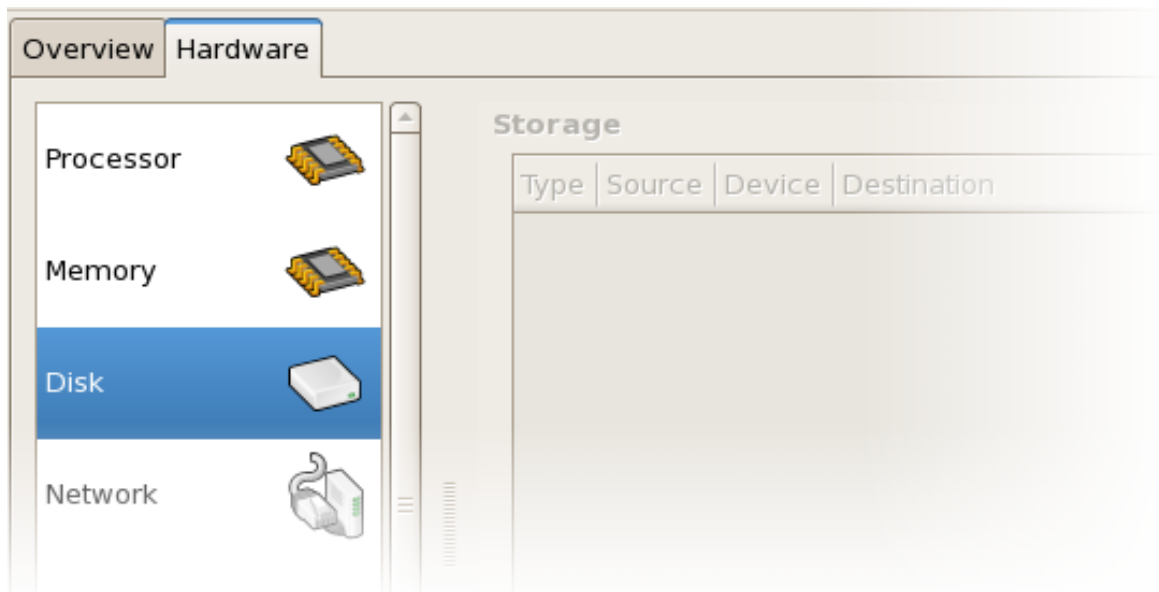 Overview Hardware
Storage
Processor
Type Source Device Destination
Memory
Disk
Network